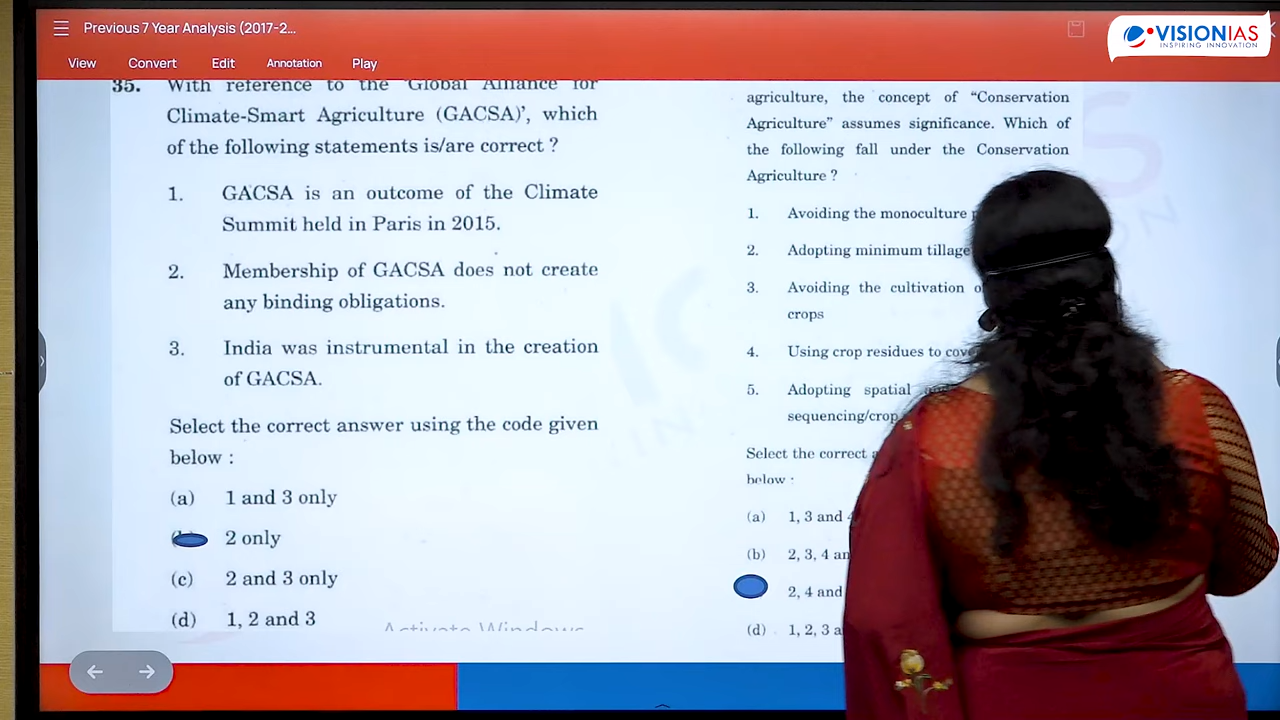 Previous 7 Year Analysis (2017-2...
VISIONIAS
INSPIRING INNOVATION
View Convert Edit Annotation Play
35. With reference to the 'Global Alliance for
Climate-Smart Agriculture (GACSA)', which
of the following statements is/are correct ?
1. GACSA is an outcome of the Climate
Summit held in Paris in 2015.
2. Membership of GACSA does not create
any binding obligations.
3. India was instrumental in the creation
of GACSA.
Select the correct answer using the code given
below :
(a) 1 and 3 only
2 only
(c) 2 and 3 only
(d) 1, 2 and 3
Activate Windows
agriculture, the concept of “Conservation
Agriculture” assumes significance. Which of
the following fall under the Conservation
Agriculture ?
1. Avoiding the monoculture
2. Adopting minimum tillage
3. Avoiding the cultivation
crops
4. Using crop residues to
5. Adopting spatial
sequencing/crop
Select the correct
below :
(a) 1, 3 and
(b) 2, 3, 4
2, 4 and
(d) 1, 2, 3